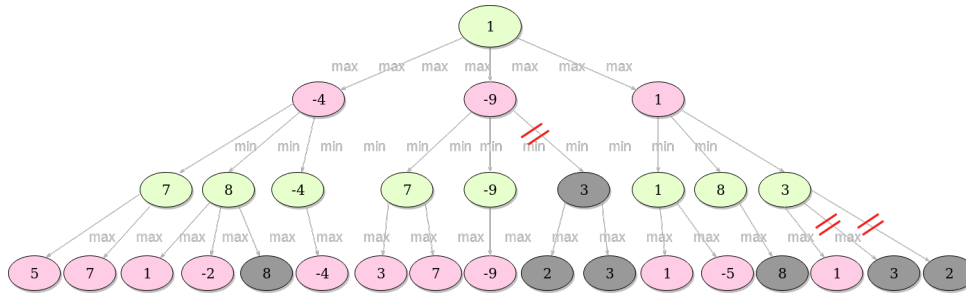 1
max max max max max max max
-4 -9 1
min min min min min min min min min min min min
7 8 -4 7 -9 3 1 8 3
max max max max max max max max max max max max max max max max max
5 7 1 -2 8 -4 3 7 -9 2 3 1 -5 8 1 3 2